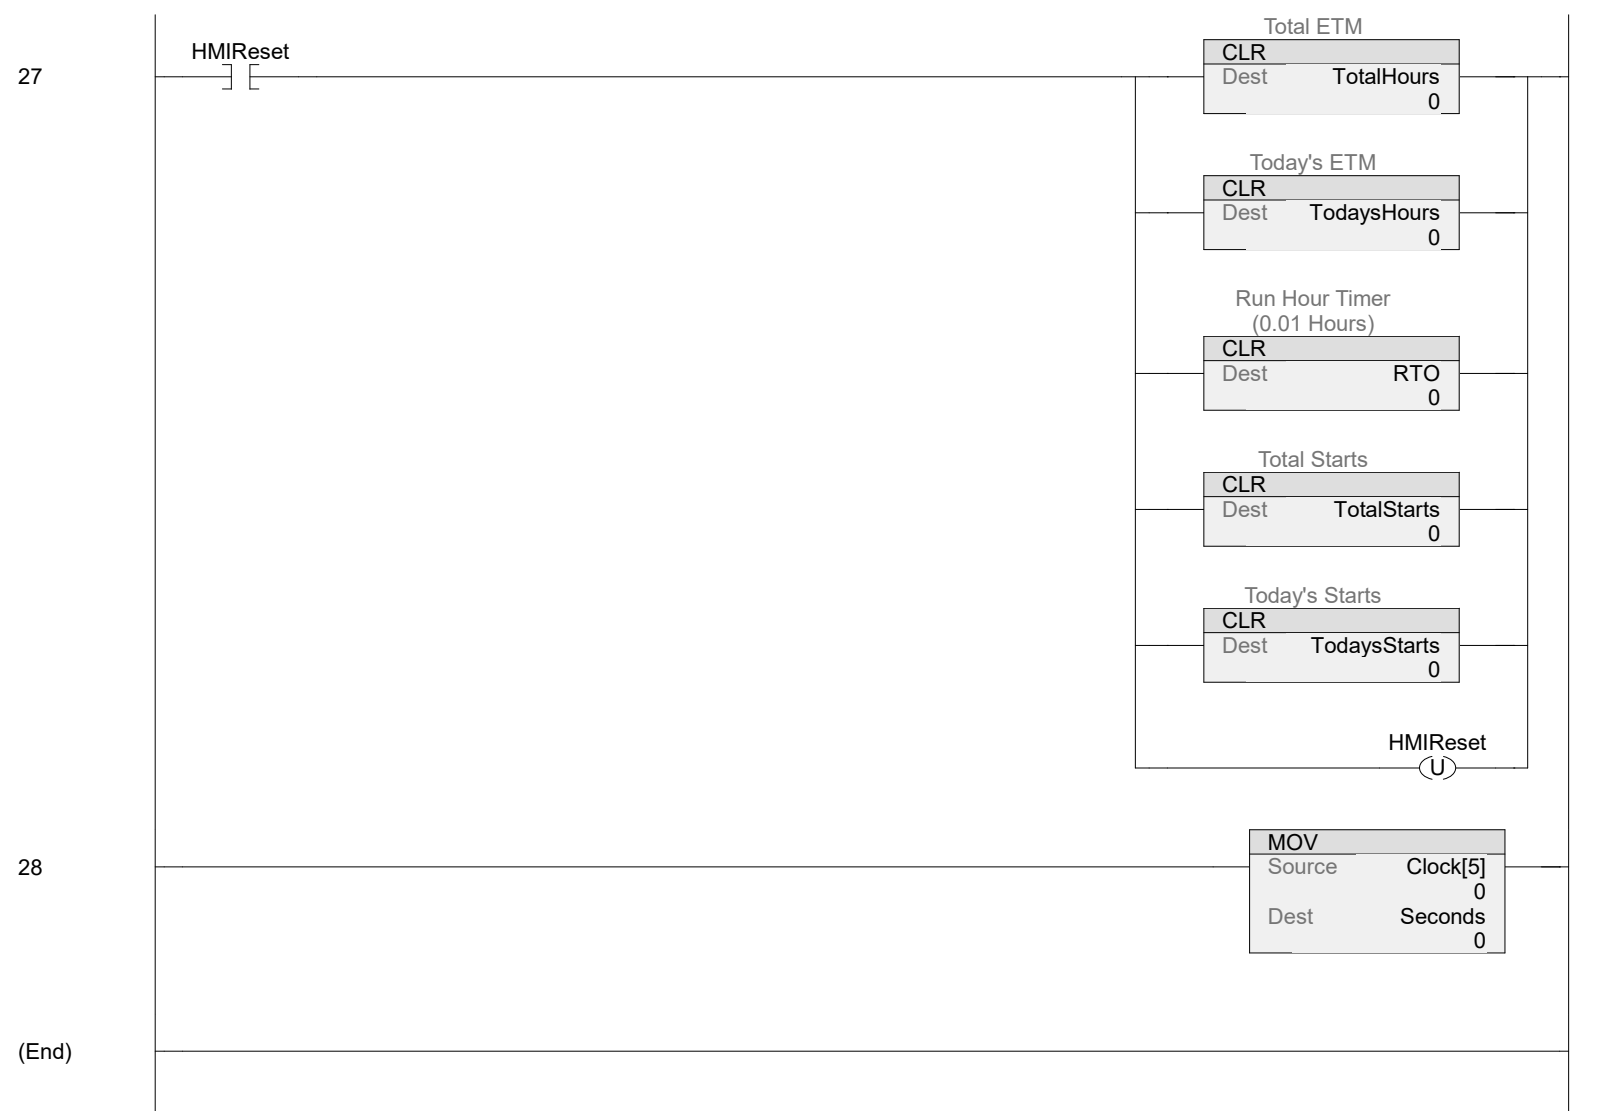 Total ETM
HMIReset
CLR
27
Dest TotalHours
0
Today's ETM
CLR
Dest TodaysHours
0
Run Hour Timer
(0.01 Hours)
CLR
Dest RTO
0
Total Starts
CLR
Dest TotalStarts
0
Today's Starts
CLR
Dest TodaysStarts
0
HMIReset
U
MOV
28
Source Clock[5]
0
Dest Seconds
0
(End)